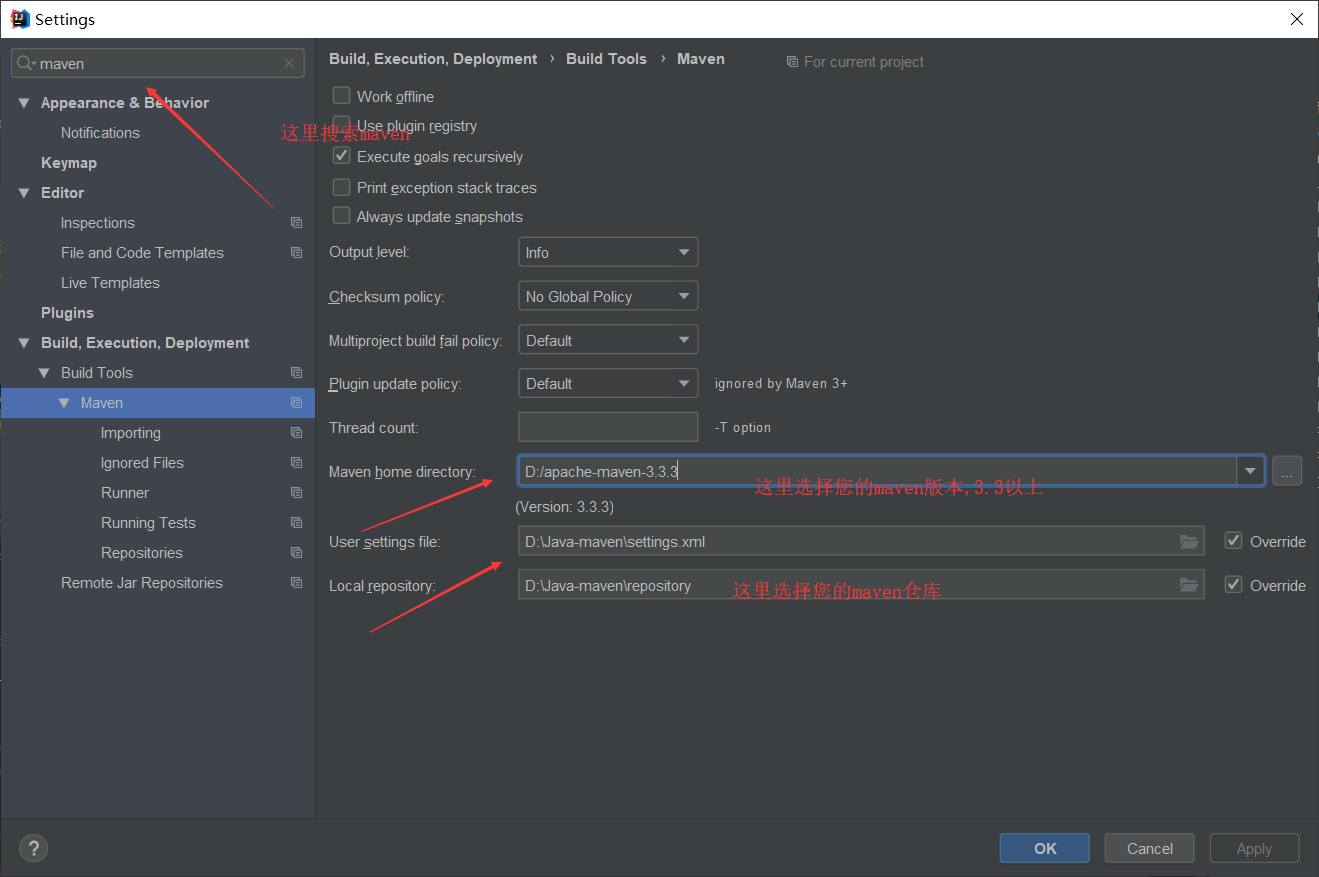 Settings
maven
Appearance & Behavior
Notifications
Keymap
Editor
Inspections
File and Code Templates
Live Templates
Plugins
Build, Execution, Deployment
Build Tools
Maven
Importing
Ignored Files
Runner
Running Tests
Repositories
Remote Jar Repositories
这里搜索maven
Build, Execution, Deployment › Build Tools › Maven For current project
Work offline
Use plugin registry
Execute goals recursively
Print exception stack traces
Always update snapshots
Output level: Info
Checksum policy: No Global Policy
Multiproject build fail policy: Default
Plugin update policy: Default ignored by Maven 3+
Thread count: -T option
Maven home directory: D:/apache-maven-3.3.3 ...
这里选择您的maven版本,3.3以上
(Version: 3.3.3)
User settings file: D:\Java-maven\settings.xml Override
Local repository: D:\Java-maven\repository 这里选择您的maven仓库 Override
? OK Cancel Apply